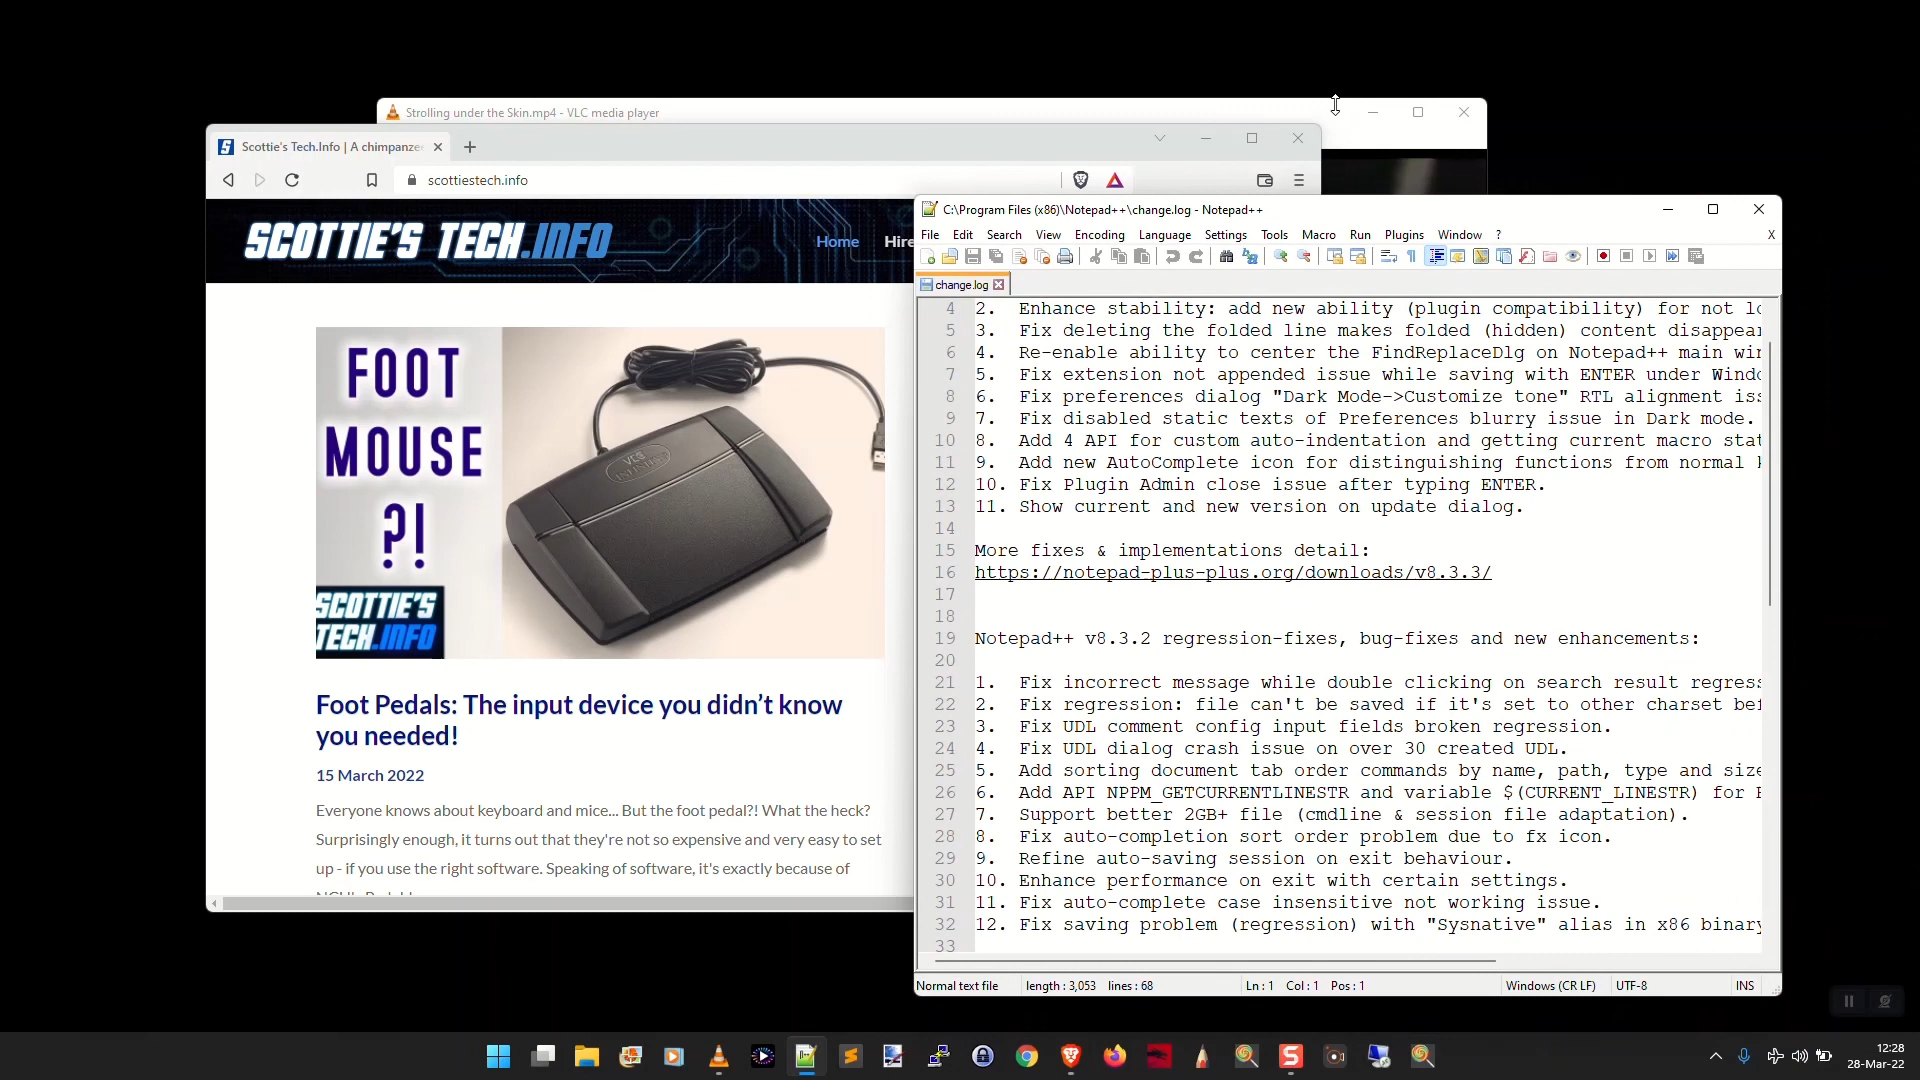 Strolling under the Skin.mp4 - VLC media player
Scottie's Tech.Info | A chimpanze
scottiestech.info
SCOTTIE'S TECH.INFO
Home
Hire
FOOT
MOUSE
?!
SCOTTIE'S
TECH.INFO
VEC
INFINITY
Foot Pedals: The input device you didn't know
you needed!
15 March 2022
Everyone knows about keyboard and mice... But the foot pedal?! What the heck?
Surprisingly enough, it turns out that they're not so expensive and very easy to set
up - if you use the right software. Speaking of software, it's exactly because of
C:\Program Files (x86)\Notepad++\change.log - Notepad++
File Edit Search View Encoding Language Settings Tools Macro Run Plugins Window ? X
change.log
4 2. Enhance stability: add new ability (plugin compatibility) for not lo
5 3. Fix deleting the folded line makes folded (hidden) content disappear
6 4. Re-enable ability to center the FindReplaceDlg on Notepad++ main win
7 5. Fix extension not appended issue while saving with ENTER under Windo
8 6. Fix preferences dialog "Dark Mode->Customize tone" RTL alignment iss
9 7. Fix disabled static texts of Preferences blurry issue in Dark mode.
10 8. Add 4 API for custom auto-indentation and getting current macro stat
11 9. Add new AutoComplete icon for distinguishing functions from normal
12 10. Fix Plugin Admin close issue after typing ENTER.
13 11. Show current and new version on update dialog.
14
15 More fixes & implementations detail:
16 https://notepad-plus-plus.org/downloads/v8.3.3/
17
18
19 Notepad++ v8.3.2 regression-fixes, bug-fixes and new enhancements:
20
21 1. Fix incorrect message while double clicking on search result regress
22 2. Fix regression: file can't be saved if it's set to other charset bef
23 3. Fix UDL comment config input fields broken regression.
24 4. Fix UDL dialog crash issue on over 30 created UDL.
25 5. Add sorting document tab order commands by name, path, type and size
26 6. Add API NPPM_GETCURRENTLINESTR and variable $(CURRENT_LINESTR) for
27 7. Support better 2GB+ file (cmdline & session file adaptation).
28 8. Fix auto-completion sort order problem due to fx icon.
29 9. Refine auto-saving session on exit behaviour.
30 10. Enhance performance on exit with certain settings.
31 11. Fix auto-complete case insensitive not working issue.
32 12. Fix saving problem (regression) with "Sysnative" alias in x86 binary
33
Normal text file length : 3,053 lines : 68 Ln : 1 Col : 1 Pos : 1 Windows (CR LF) UTF-8 INS
12:28
28-Mar-22